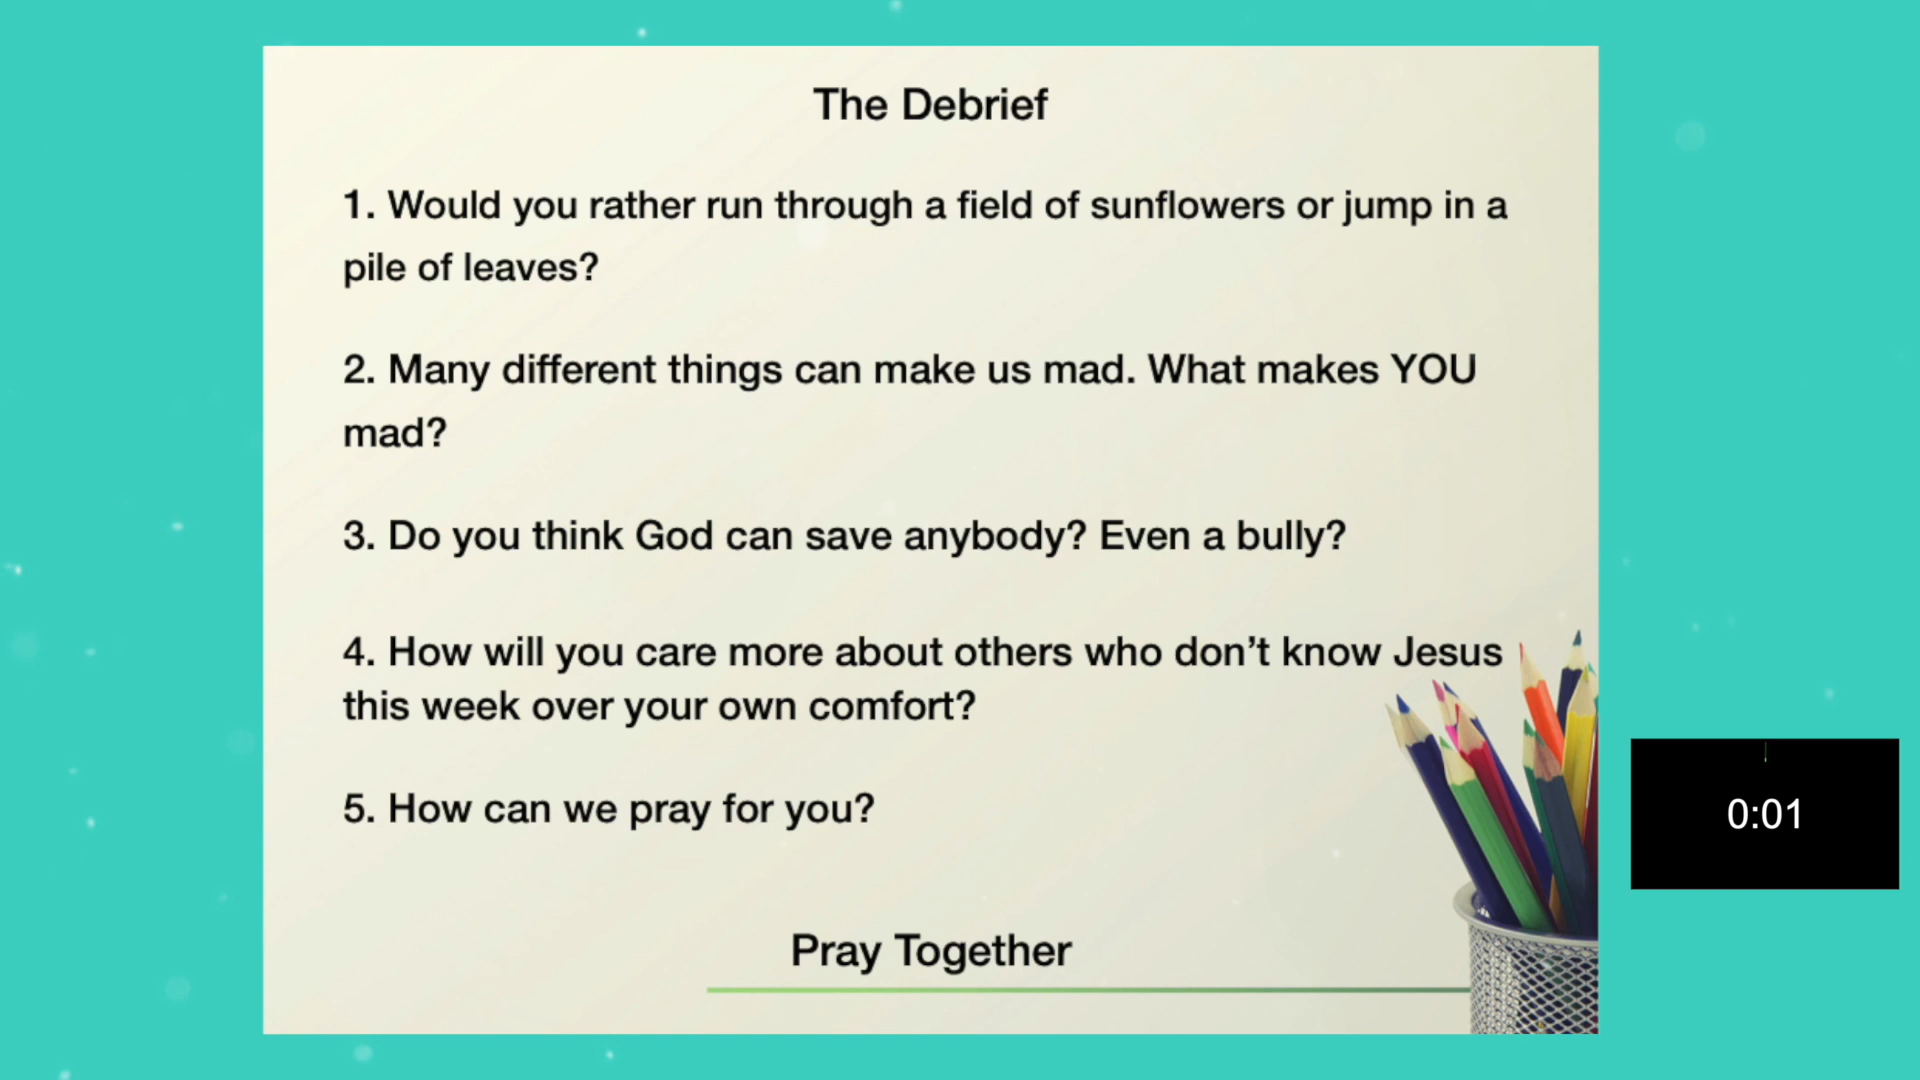 The Debrief
1. Would you rather run through a field of sunflowers or jump in a
pile of leaves?
2. Many different things can make us mad. What makes YOU
mad?
3. Do you think God can save anybody? Even a bully?
4. How will you care more about others who don’t know Jesus
this week over your own comfort?
5. How can we pray for you?
0:01
Pray Together